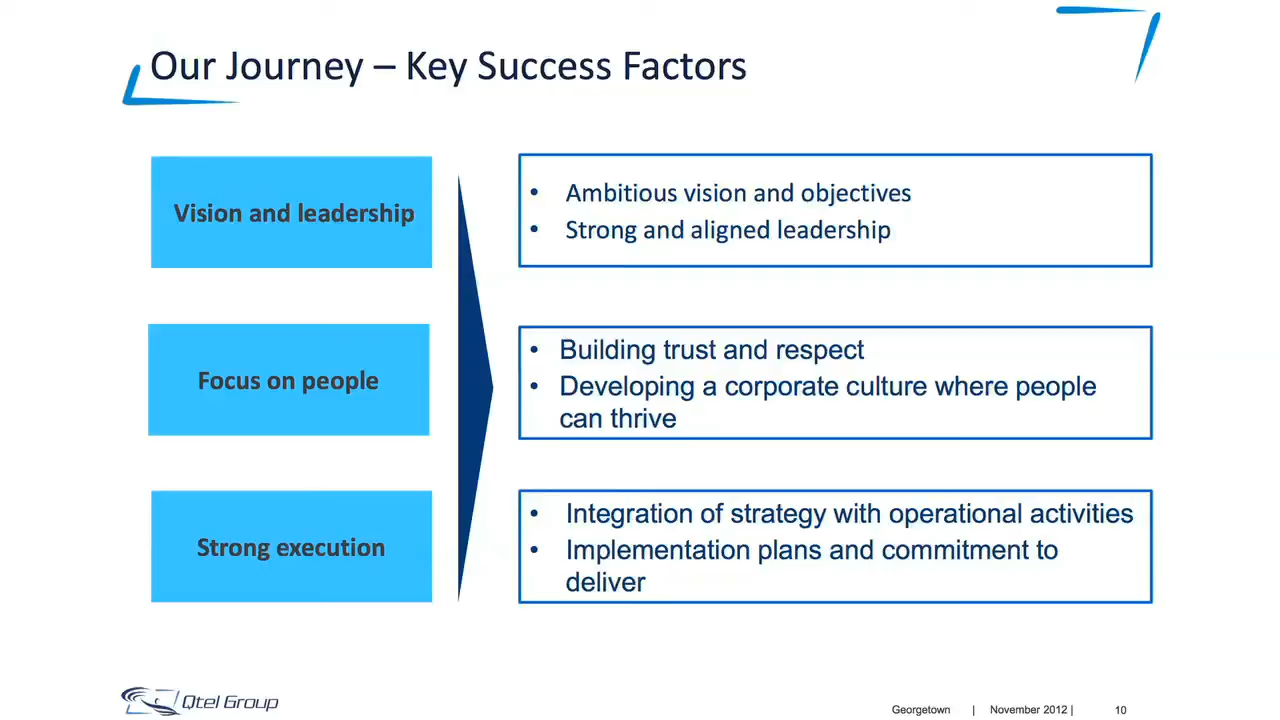 Our Journey – Key Success Factors
Vision and leadership
• Ambitious vision and objectives
• Strong and aligned leadership
Focus on people
• Building trust and respect
• Developing a corporate culture where people
can thrive
Strong execution
• Integration of strategy with operational activities
• Implementation plans and commitment to
deliver
Qtel Group
Georgetown | November 2012 | 10